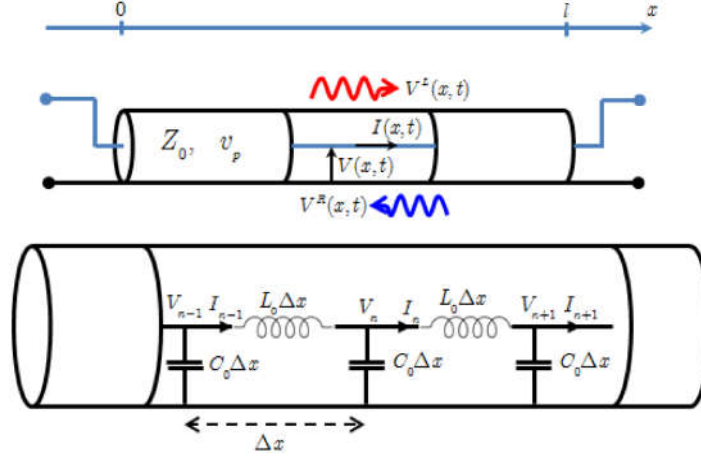 0 l x
V^L(x,t)
Z_0, v_p I(x,t)
V(x,t)
V^R(x,t)
V_{n-1} I_{n-1} L_0Δx V_n I_n L_0Δx V_{n+1} I_{n+1}
C_0Δx C_0Δx C_0Δx
Δx